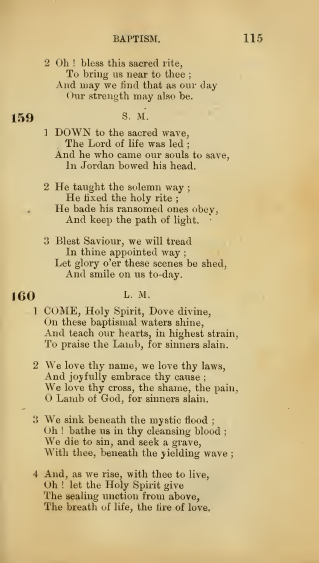 BAPTISM. 115
2 Oh ! bless this sacred rite,
To bring us near to thee ;
And may we find that as our day
Our strength may also be.
159 S. M.
1 DOWN to the sacred wave,
The Lord of life was led ;
And he who came our souls to save,
In Jordan bowed his head.
2 He taught the solemn way ;
He fixed the holy rite ;
He bade his ransomed ones obey,
And keep the path of light.
3 Blest Saviour, we will tread
In thine appointed way ;
Let glory o'er these scenes be shed,
And smile on us to-day.
160 L. M.
1 COME, Holy Spirit, Dove divine,
On these baptismal waters shine,
And teach our hearts, in highest strain,
To praise the Lamb, for sinners slain.
2 We love thy name, we love thy laws,
And joyfully embrace thy cause ;
We love thy cross, the shame, the pain,
O Lamb of God, for sinners slain.
3 We sink beneath the mystic flood ;
Oh ! bathe us in thy cleansing blood ;
We die to sin, and seek a grave,
With thee, beneath the yielding wave ;
4 And, as we rise, with thee to live,
Oh ! let the Holy Spirit give
The sealing unction from above,
The breath of life, the fire of love.